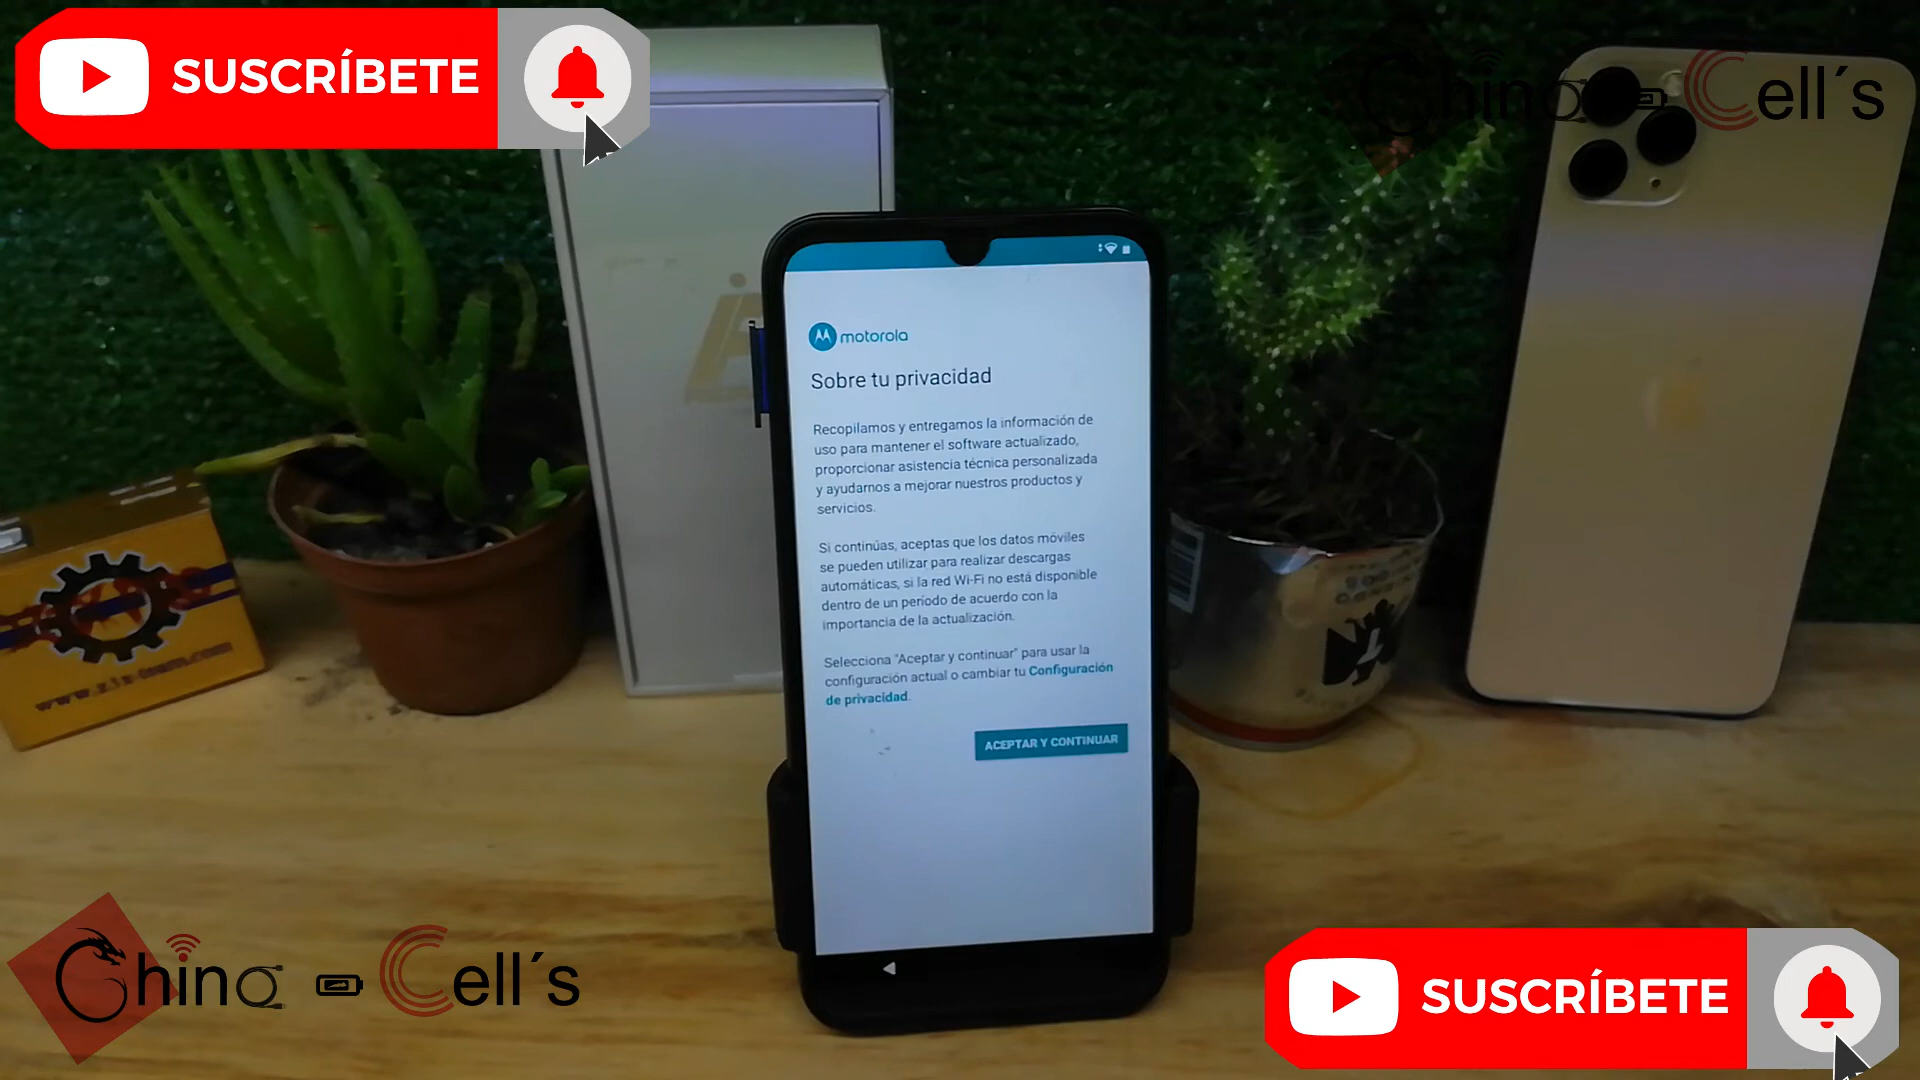 SUSCRÍBETE
China - Cell´s
motorola
Sobre tu privacidad
Recopilamos y entregamos la información de
uso para mantener el software actualizado,
proporcionar asistencia técnica personalizada
y ayudarnos a mejorar nuestros productos y
servicios.
Si continúas, aceptas que los datos móviles
se pueden utilizar para realizar descargas
automáticas, si la red Wi-Fi no está disponible
dentro de un período de acuerdo con la
importancia de la actualización.
Selecciona "Aceptar y continuar" para usar la
configuración actual o cambiar tu Configuración
de privacidad.
ACEPTAR Y CONTINUAR
China - Cell´s
SUSCRÍBETE